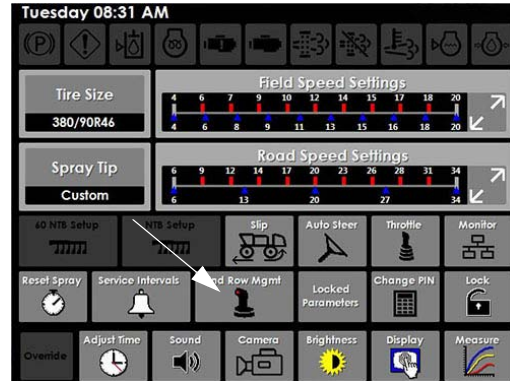 Tuesday 08:31 AM
(P)
Tire Size
380/90R46
Field Speed Settings
4 6 7 9 10 12 14 15 17 18 20
4 6 8 9 11 13 15 16 18 20
Spray Tip
Custom
Road Speed Settings
6 9 12 14 17 20 23 26 28 31 34
6 13 20 27 34
60 NTB Setup
NTB Setup
Slip
Auto Steer
Throttle
Monitor
Reset Spray
Service Intervals
nd Row Mgmt
Locked
Parameters
Change PIN
Lock
Override
Adjust Time
Sound
Camera
Brightness
Display
Measure